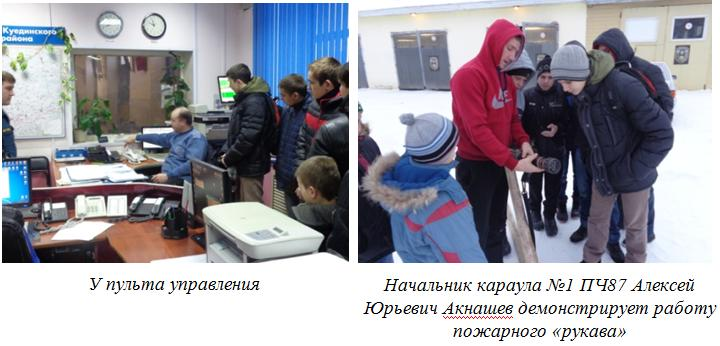 Куединского
района
У пульта управления
Начальник караула №1 ПЧ87 Алексей
Юрьевич Акнашев демонстрирует работу
пожарного «рукава»